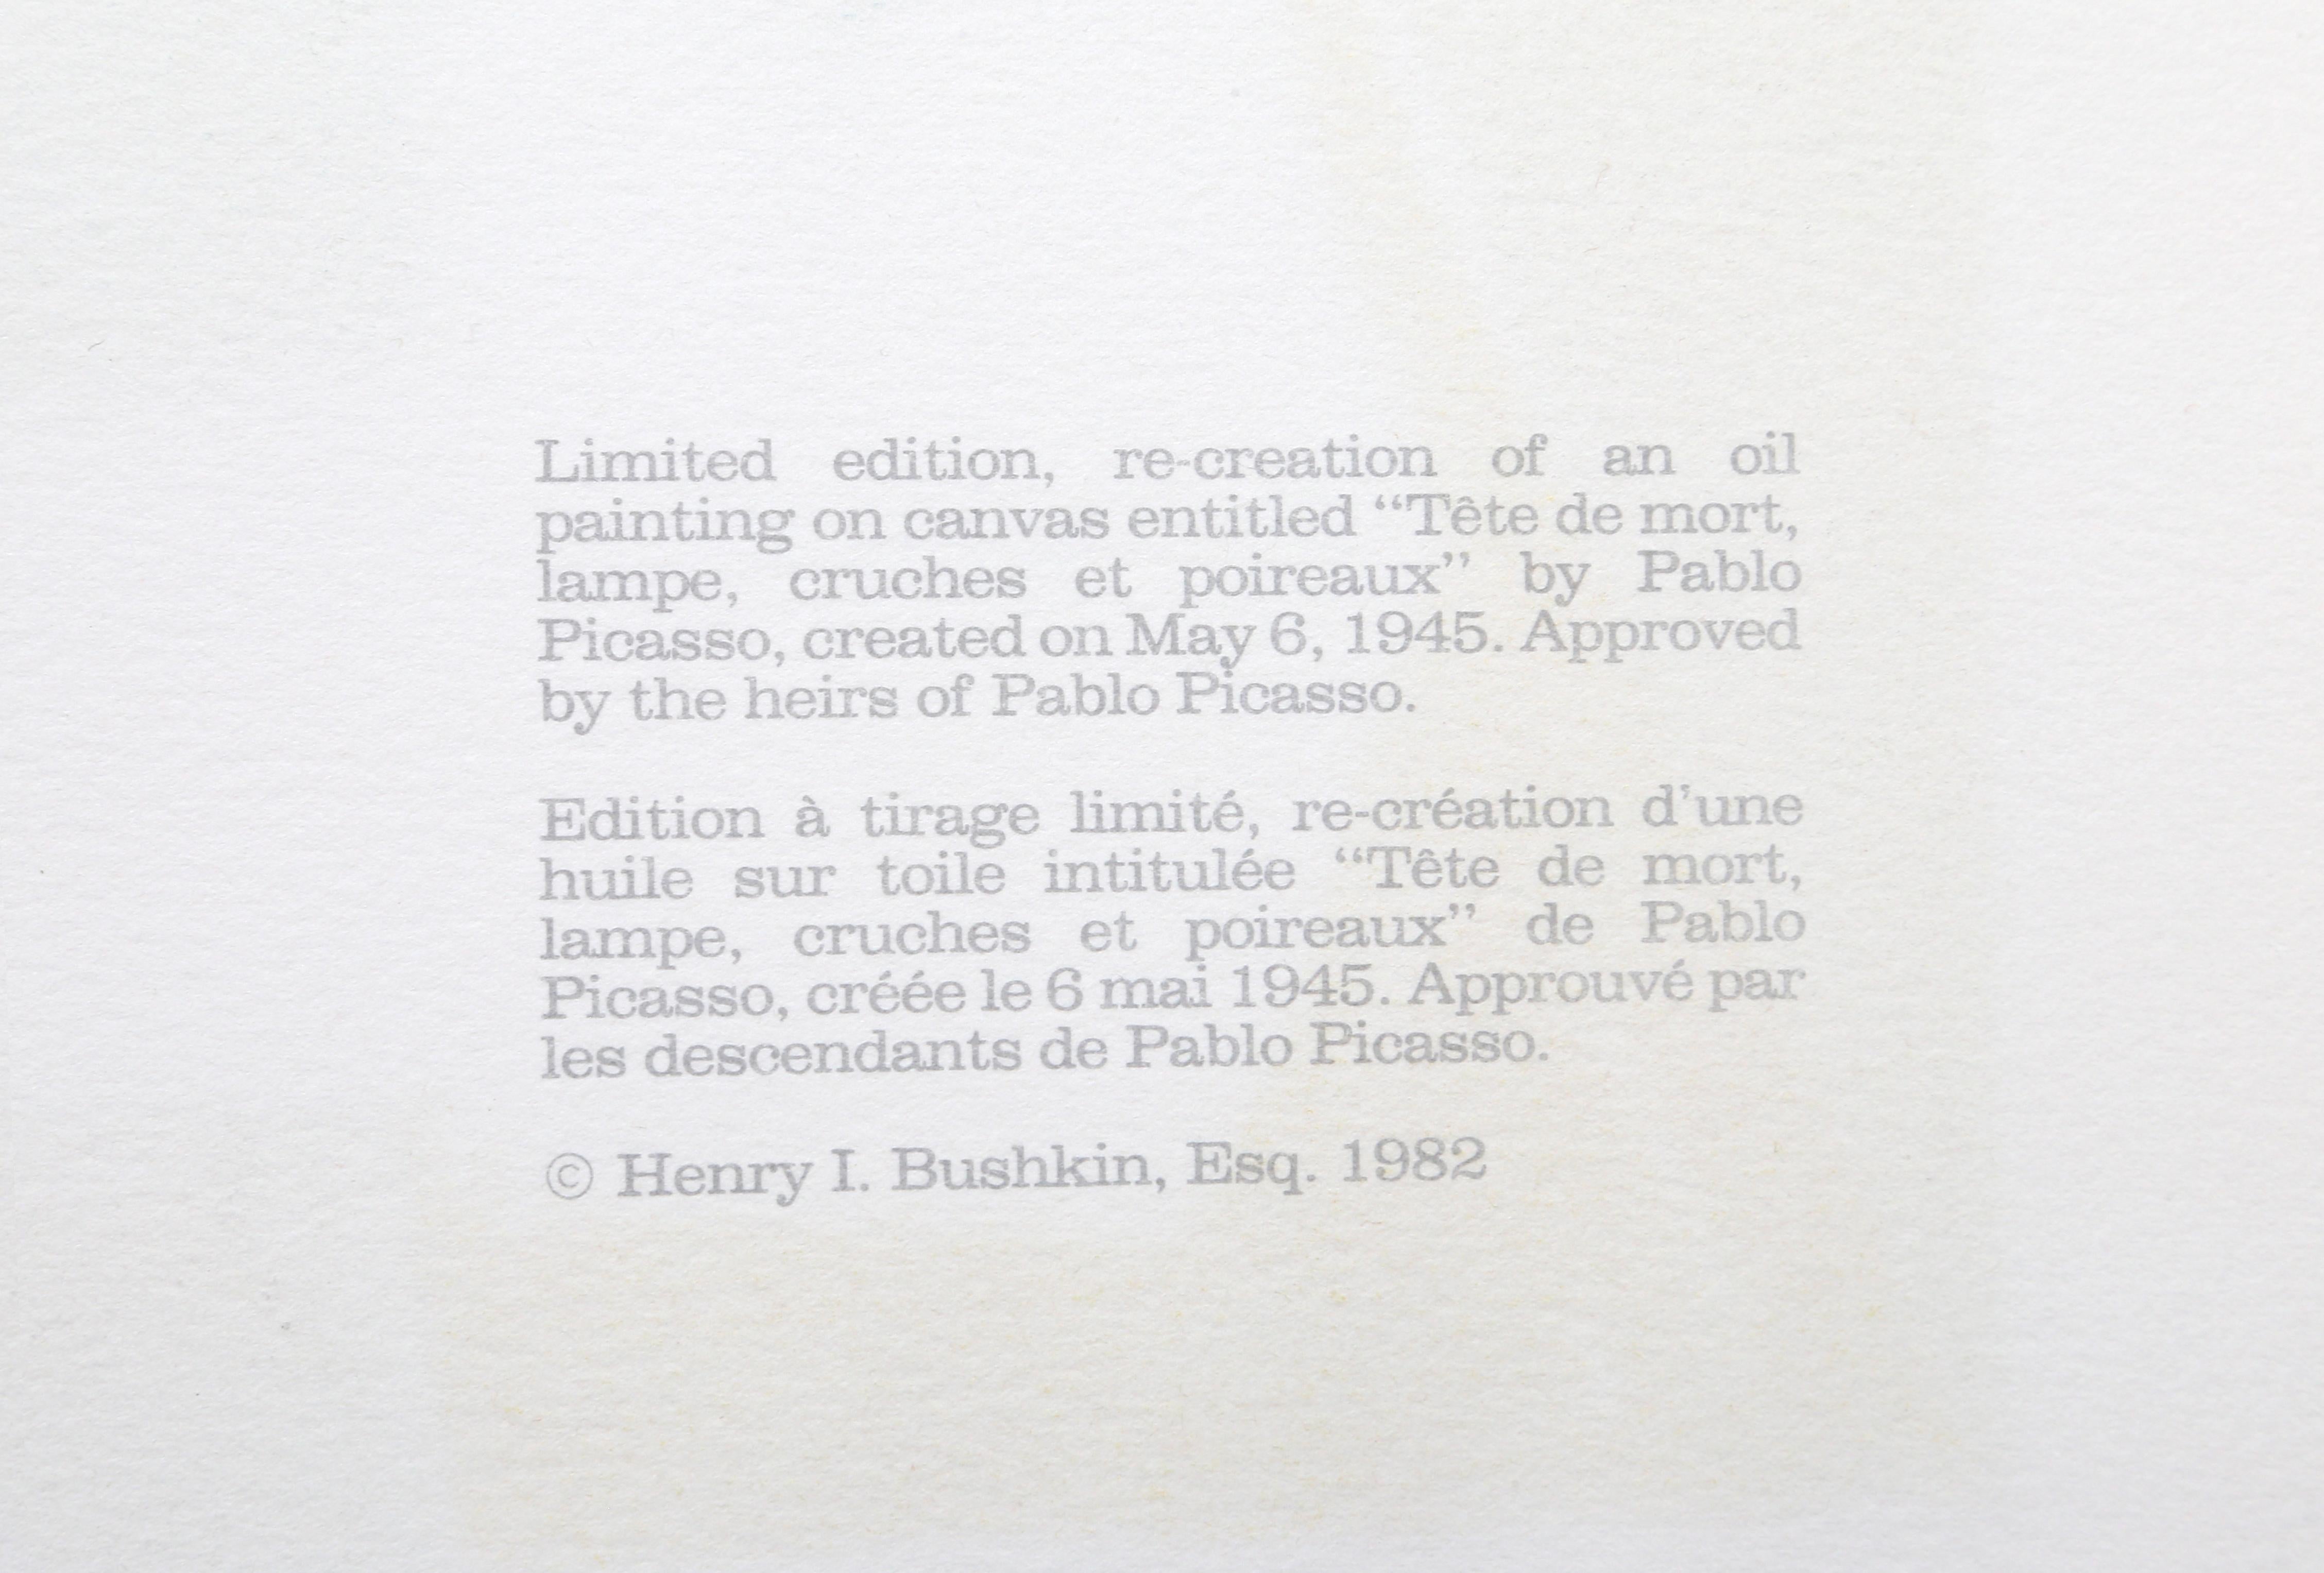 Limited edition, re-creation of an oil
painting on canvas entitled “Tête de mort,
lampe, cruches et poireaux” by Pablo
Picasso, created on May 6, 1945. Approved
by the heirs of Pablo Picasso.
Edition à tirage limité, re-création d’une
huile sur toile intitulée “Tête de mort,
lampe, cruches et poireaux” de Pablo
Picasso, créée le 6 mai 1945. Approuvé par
les descendants de Pablo Picasso.
© Henry I. Bushkin, Esq. 1982